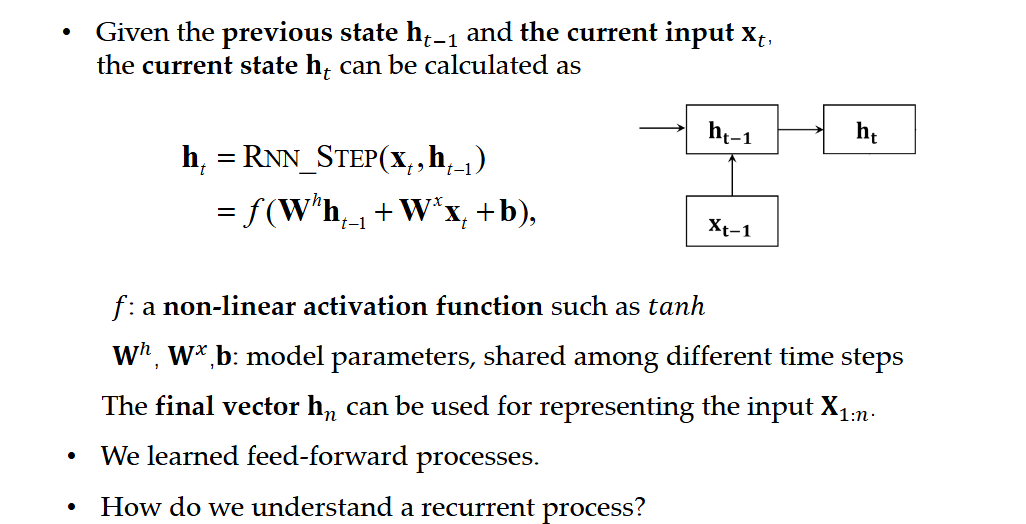 • Given the previous state h_{t−1} and the current input x_t,
the current state h_t can be calculated as
h_t = RNN_STEP(x_t, h_{t−1})
= f(W^h h_{t−1} + W^x x_t + b),
h_{t−1}
h_t
x_{t−1}
f: a non-linear activation function such as tanh
W^h, W^x,b: model parameters, shared among different time steps
The final vector h_n can be used for representing the input X_{1:n}.
• We learned feed-forward processes.
• How do we understand a recurrent process?